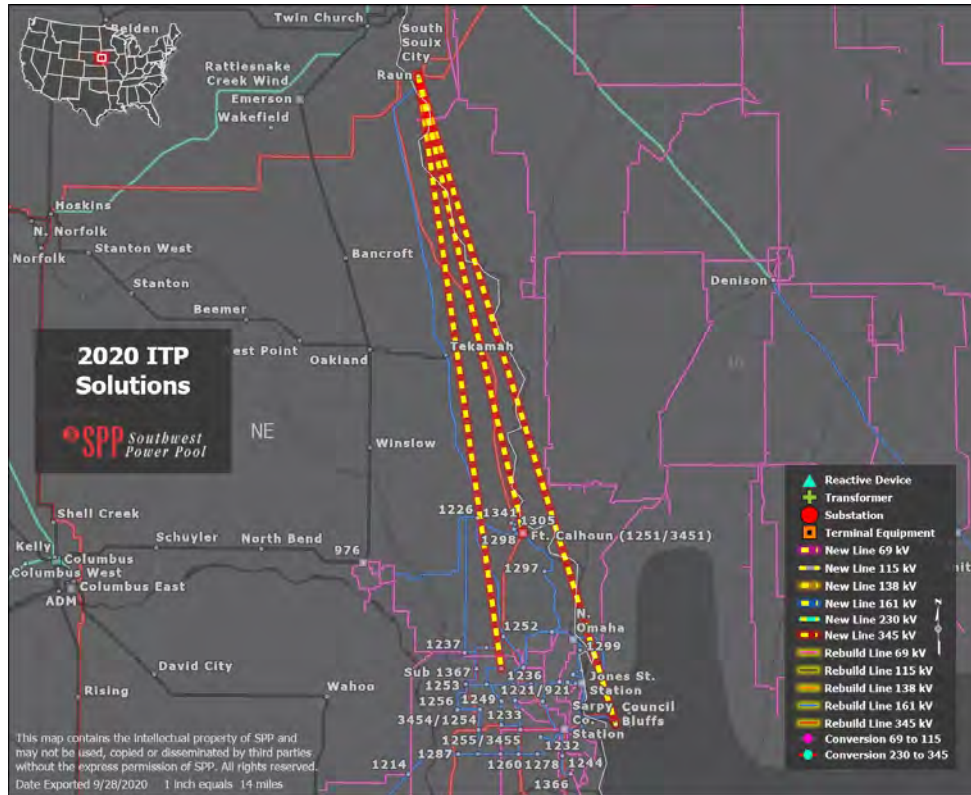 Belden
Twin Church
South
Souix
City
Rattlesnake
Creek Wind
Raun
Emerson
Wakefield
Hoskins
N. Norfolk
Norfolk
Stanton West
Bancroft
Stanton
Denison
Beemer
est Point
Oakland
Tekamah
2020 ITP
Solutions
SPP Southwest
Power Pool
NE
Winslow
Shell Creek
Kelly
Columbus
Columbus West
Columbus East
ADM
Schuyler
North Bend
976
1226
1341
1305
1298
Ft. Calhoun (1251/3451)
1297
N.
Omaha
1252
1299
1237
Sub 1367
1236
Jones St.
Station
1253
1221/921
1256
1249
Sarpy
Co.
Station
Council
Bluffs
3454/1254
1233
1255/3455
1232
1287
1260
1278
1244
1214
1366
David City
Rising
Wahoo
Reactive Device
Transformer
Substation
Terminal Equipment
New Line 69 kV
New Line 115 kV
New Line 138 kV
New Line 161 kV
New Line 230 kV
New Line 345 kV
Rebuild Line 69 kV
Rebuild Line 115 kV
Rebuild Line 138 kV
Rebuild Line 161 kV
Rebuild Line 345 kV
Conversion 69 to 115
Conversion 230 to 345
This map contains the intellectual property of SPP and
may not be used, copied or disseminated by third parties
without the express permission of SPP. All rights reserved.
Date Exported 9/28/2020 1 inch equals 14 miles